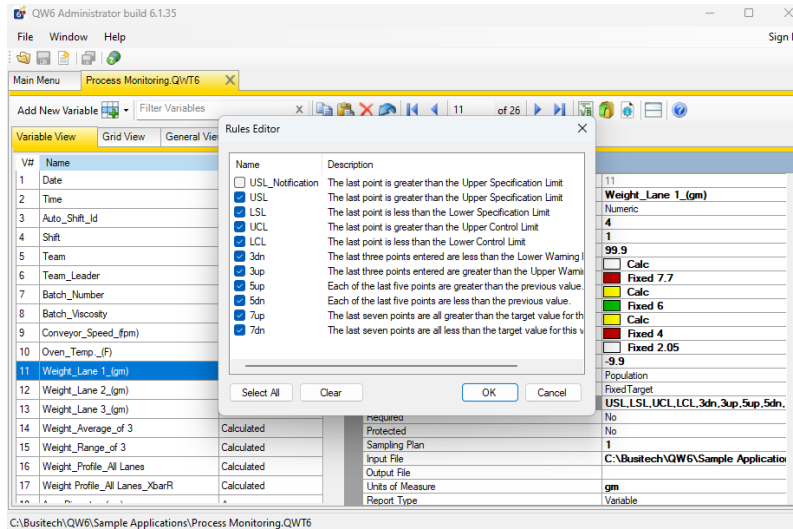 QW6 Administrator build 6.1.35
File Window Help Sign
Main Menu Process Monitoring.QWT6
Add New Variable Filter Variables x 11 of 26
Variable View Grid View General
Rules Editor
Name Description
USL_Notification The last point is greater than the Upper Specification Limit
USL The last point is greater than the Upper Specification Limit
LSL The last point is less than the Lower Specification Limit
UCL The last point is greater than the Upper Control Limit
LCL The last point is less than the Lower Control Limit
3dn The last three points entered are less than the Lower Warning
3up The last three points entered are greater than the Upper
5up Each of the last five points are greater than the previous value.
5dn Each of the last five points are less than the previous value.
7up The last seven points are all greater than the target value for
7dn The last seven points are all less than the target value for this
Select All Clear OK Cancel
V# Name
1 Date
2 Time
3 Auto_Shift_Id
4 Shift
5 Team
6 Team_Leader
7 Batch_Number
8 Batch_Viscosity
9 Conveyor_Speed_(fpm)
10 Oven_Temp._(F)
11 Weight_Lane 1_(gm)
12 Weight_Lane 2_(gm)
13 Weight_Lane 3_(gm)
14 Weight_Average_of 3 Calculated
15 Weight_Range_of 3 Calculated
16 Weight_Profile_All Lanes Calculated
17 Weight Profile_All Lanes_XbarR Calculated
11
Weight_Lane 1_(gm)
Numeric
4
1
99.9
Calc
Fixed 7.7
Calc
Fixed 6
Calc
Fixed 4
Fixed 2.05
-9.9
Population
FixedTarget
USL,LSL,UCL,LCL,3dn,3up,5up,5dn,
Required No
Protected No
Sampling Plan 1
Input File C:\Busitech\QW6\Sample
Output File
Units of Measure gm
Report Type Variable
C:\Busitech\QW6\Sample Applications\Process Monitoring.QWT6